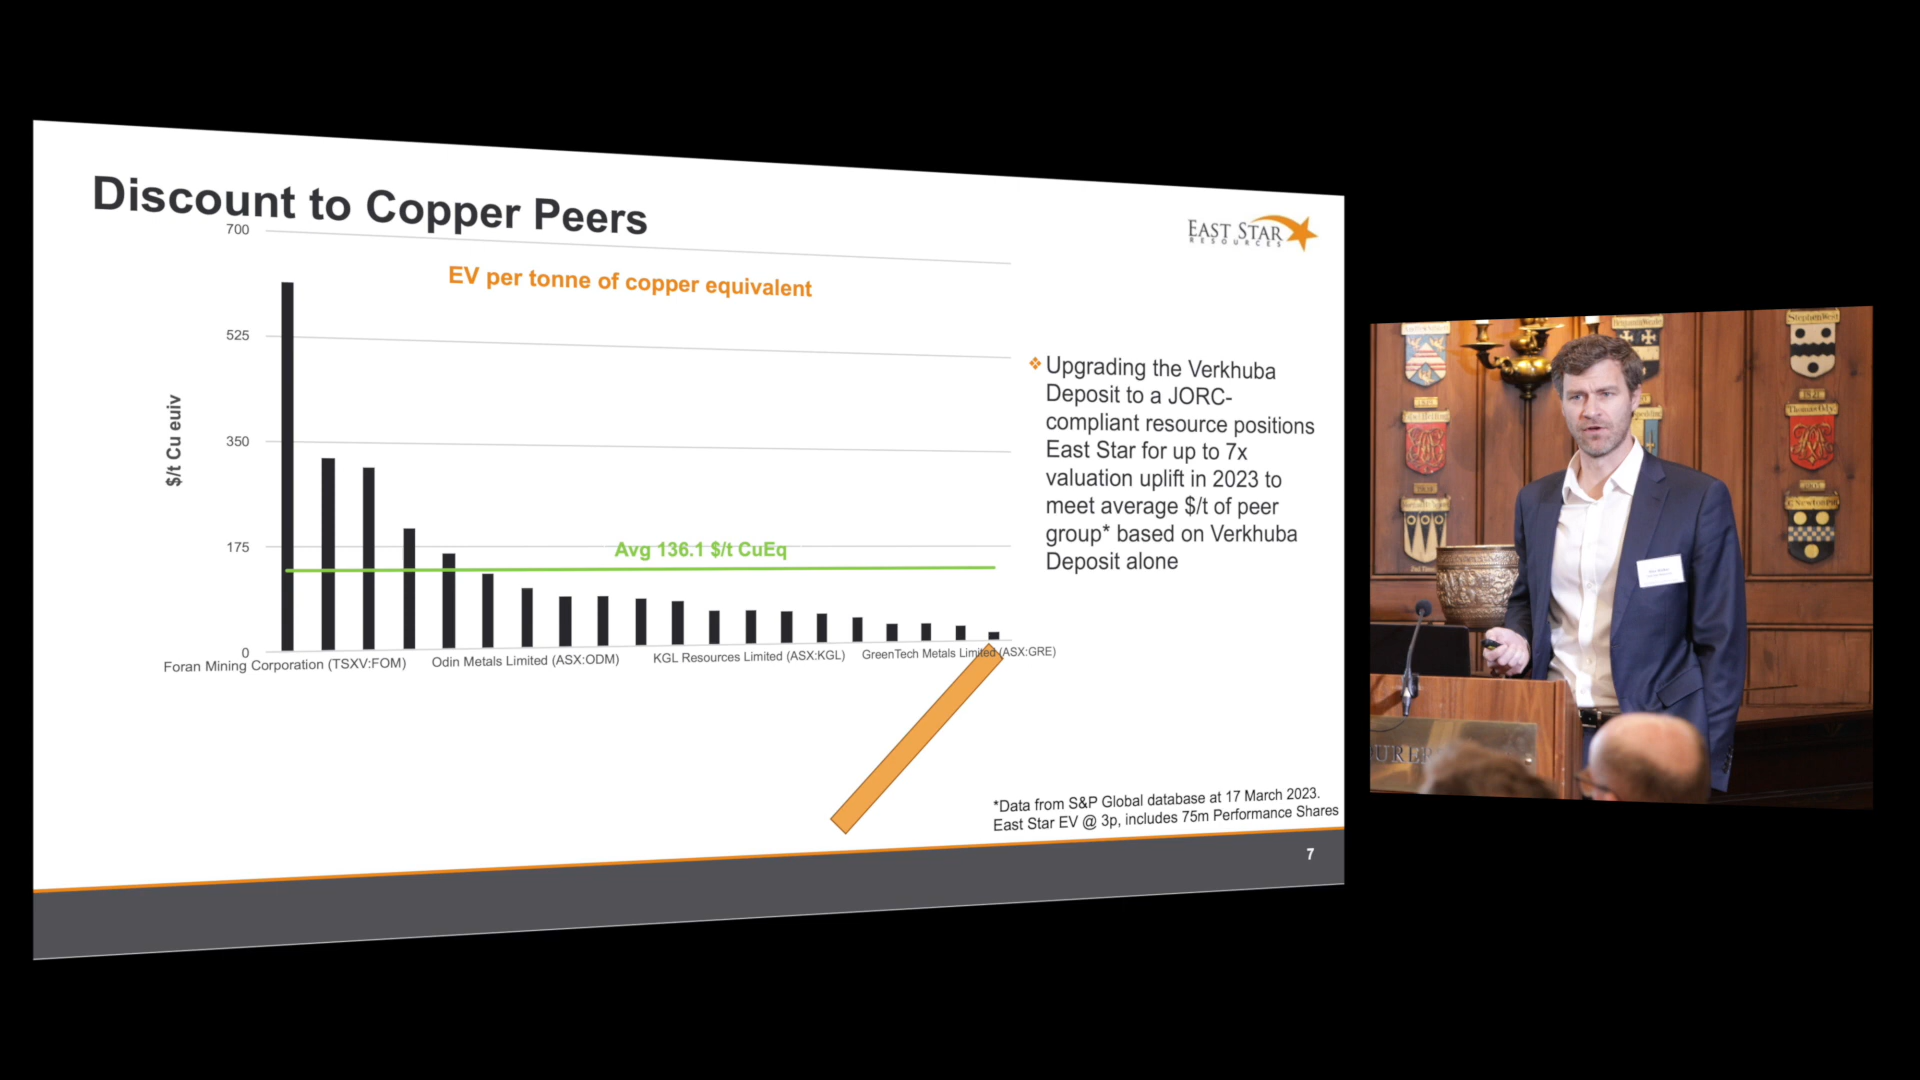 Discount to Copper Peers
EAST STAR
RESOURCES
EV per tonne of copper equivalent
$/t Cu euiv
700
525
350
175
0
Avg 136.1 $/t CuEq
Foran Mining Corporation (TSXV:FOM)
Odin Metals Limited (ASX:ODM)
KGL Resources Limited (ASX:KGL)
GreenTech Metals Limited (ASX:GRE)
❖ Upgrading the Verkhuba
Deposit to a JORC-
compliant resource positions
East Star for up to 7x
valuation uplift in 2023 to
meet average $/t of peer
group* based on Verkhuba
Deposit alone
*Data from S&P Global database at 17 March 2023.
East Star EV @ 3p, includes 75m Performance Shares
7